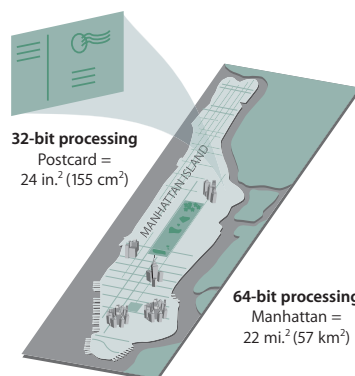 32-bit processing
Postcard =
24 in.² (155 cm²)
MANHATTAN ISLAND
64-bit processing
Manhattan =
22 mi.² (57 km²)